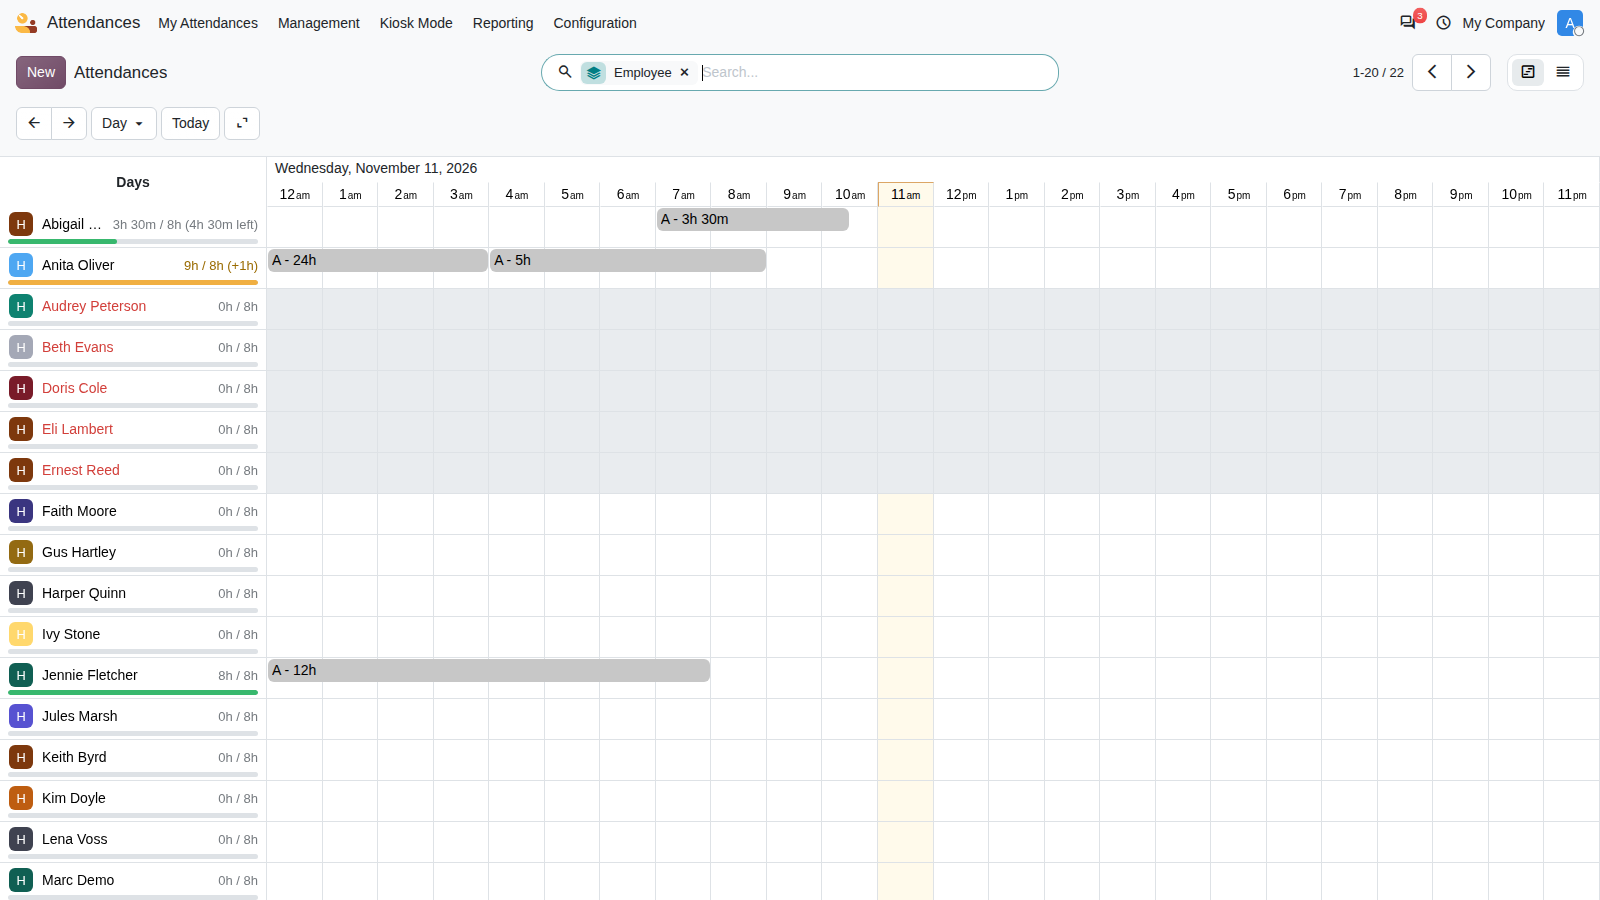 Attendances My Attendances Management Kiosk Mode Reporting Configuration 3 My Company A
New Attendances Employee × Search... 1-20 / 22
Day Today
Days Wednesday, November 11, 2026
12am 1am 2am 3am 4am 5am 6am 7am 8am 9am 10am 11am 12pm 1pm 2pm 3pm 4pm 5pm 6pm 7pm 8pm 9pm 10pm 11pm
H Abigail ... 3h 30m / 8h (4h 30m left) A - 3h 30m
H Anita Oliver 9h / 8h (+1h) A - 24h A - 5h
H Audrey Peterson 0h / 8h
H Beth Evans 0h / 8h
H Doris Cole 0h / 8h
H Eli Lambert 0h / 8h
H Ernest Reed 0h / 8h
H Faith Moore 0h / 8h
H Gus Hartley 0h / 8h
H Harper Quinn 0h / 8h
H Ivy Stone 0h / 8h
H Jennie Fletcher 8h / 8h A - 12h
H Jules Marsh 0h / 8h
H Keith Byrd 0h / 8h
H Kim Doyle 0h / 8h
H Lena Voss 0h / 8h
H Marc Demo 0h / 8h